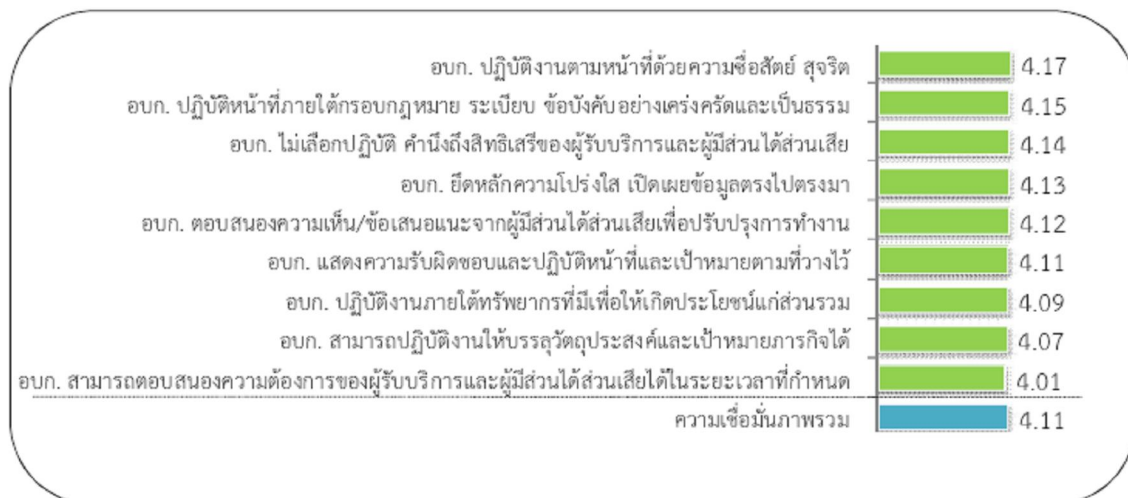 อบก. ปฏิบัติงานตามหน้าที่ด้วยความซื่อสัตย์ สุจริต 4.17
อบก. ปฏิบัติหน้าที่ภายใต้กรอบกฎหมาย ระเบียบ ข้อบังคับอย่างเคร่งครัดและเป็นธรรม 4.15
อบก. ไม่เลือกปฏิบัติ คำนึงถึงสิทธิเสรีของผู้รับบริการและผู้มีส่วนได้ส่วนเสีย 4.14
อบก. ยึดหลักความโปร่งใส เปิดเผยข้อมูลตรงไปตรงมา 4.13
อบก. ตอบสนองความเห็น/ข้อเสนอแนะจากผู้มีส่วนได้ส่วนเสียเพื่อปรับปรุงการทำงาน 4.12
อบก. แสดงความรับผิดชอบและปฏิบัติหน้าที่และเป้าหมายตามที่วางไว้ 4.11
อบก. ปฏิบัติงานภายใต้ทรัพยากรที่มีเพื่อให้เกิดประโยชน์แก่ส่วนรวม 4.09
อบก. สามารถปฏิบัติงานให้บรรลุวัตถุประสงค์และเป้าหมายภารกิจได้ 4.07
อบก. สามารถตอบสนองความต้องการของผู้รับบริการและผู้มีส่วนได้ส่วนเสียได้ในระยะเวลาที่กำหนด 4.01
ความเชื่อมั่นภาพรวม 4.11